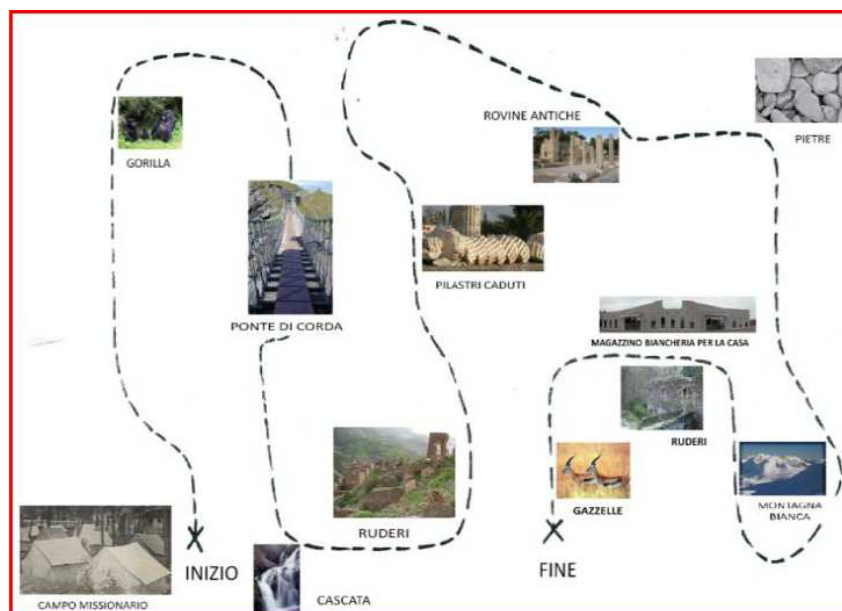 ROVINE ANTICHE
PIETRE
GORILLA
PILASTRI CADUTI
PONTE DI CORDA
MAGAZZINO BIANCHERIA PER LA CASA
RUDERI
GAZZELLE
MONTAGNA
BIANCA
RUDERI
INIZIO
FINE
CAMPO MISSIONARIO
CASCATA